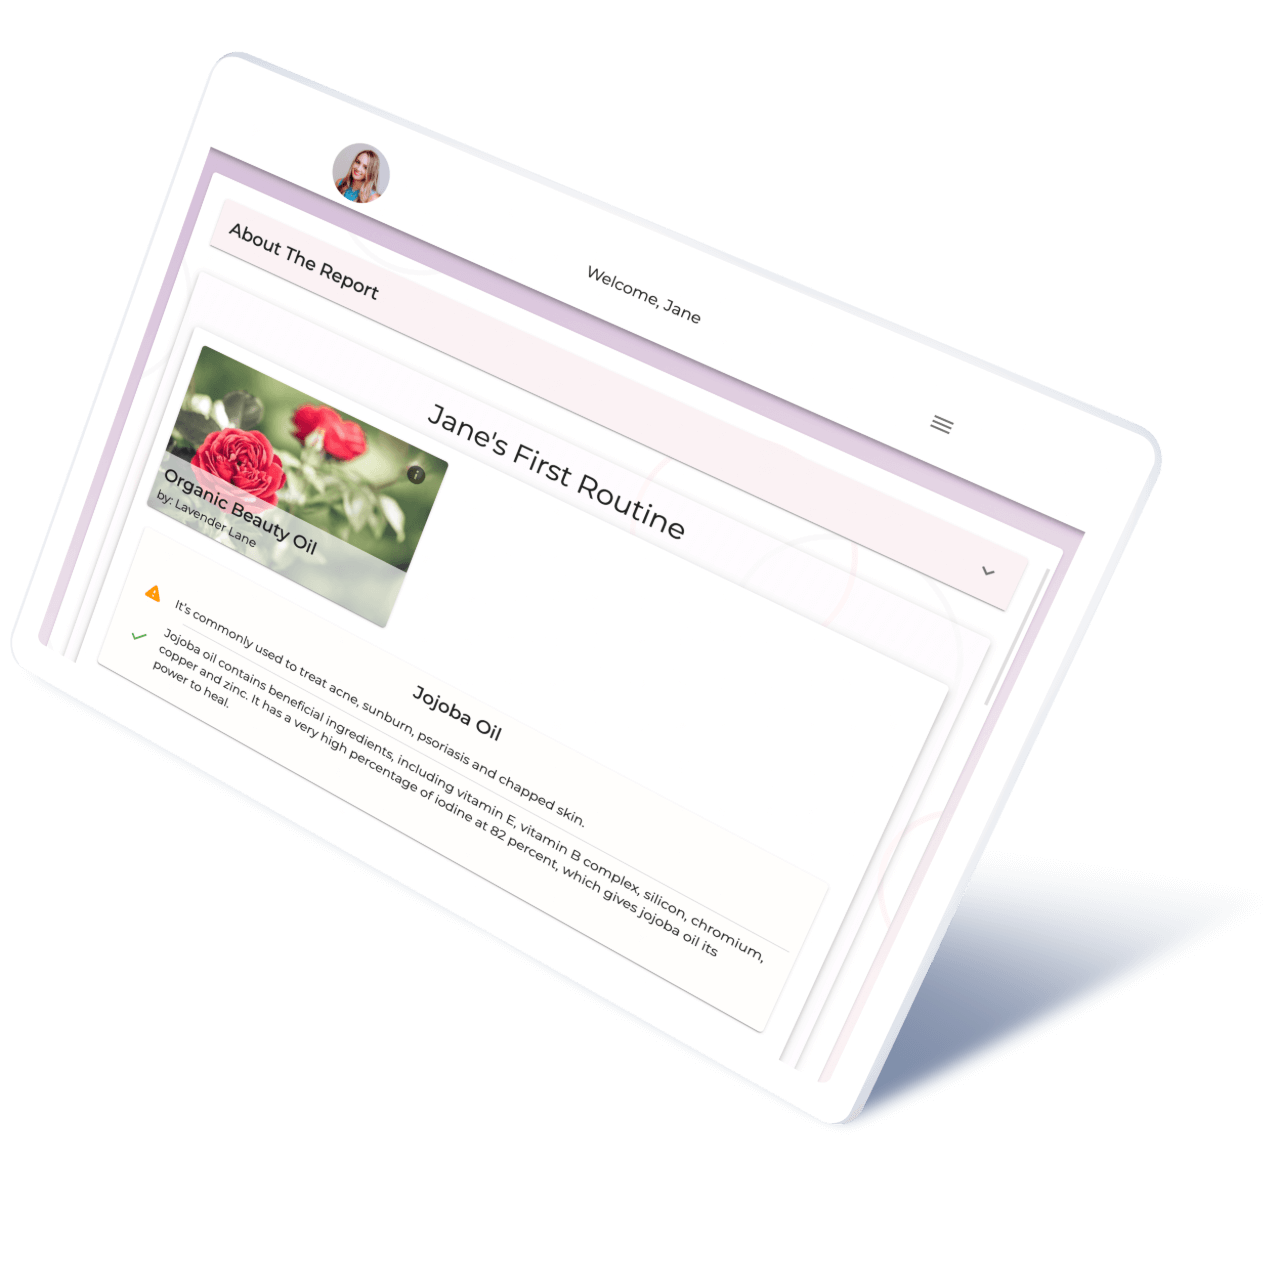 Welcome, Jane
About The Report
Jane's First Routine
Organic Beauty Oil
by: Lavender Lane
Jojoba Oil
It's commonly used to treat acne, sunburn, psoriasis and chapped skin.
Jojoba oil contains beneficial ingredients, including vitamin E, vitamin B complex, silicon, chromium,
copper and zinc. It has a very high percentage of iodine at 82 percent, which gives jojoba oil its
power to heal.